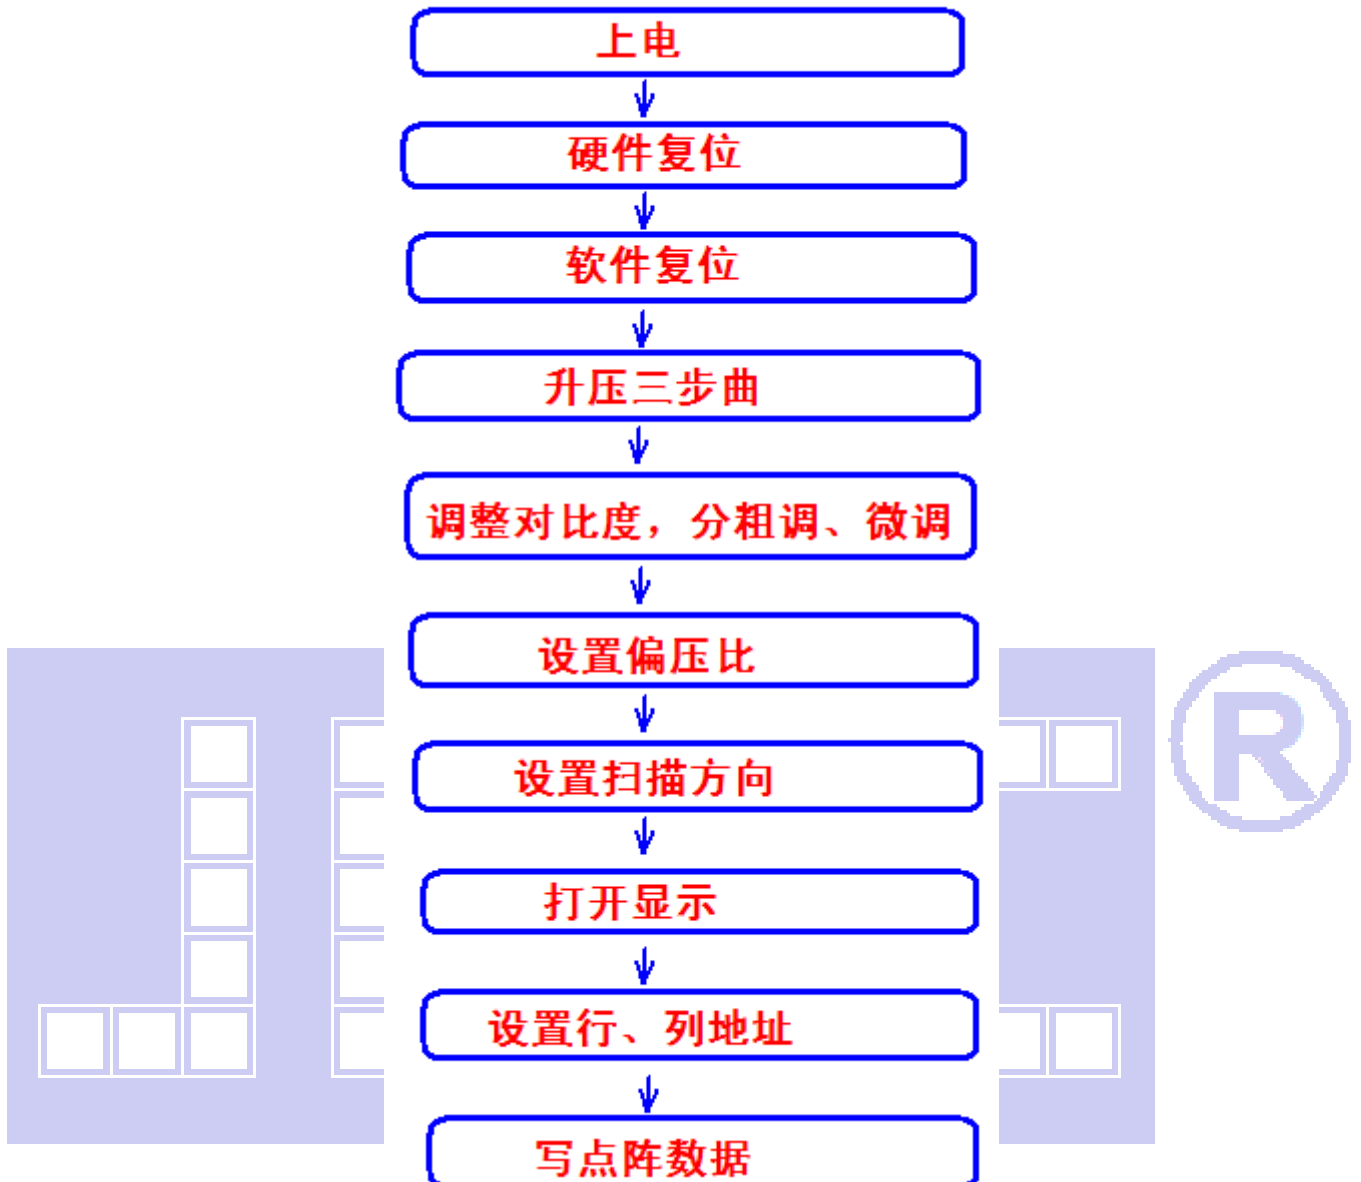 上电
硬件复位
软件复位
升压三步曲
调整对比度，分粗调、微调
设置偏压比
设置扫描方向
打开显示
设置行、列地址
写点阵数据
R